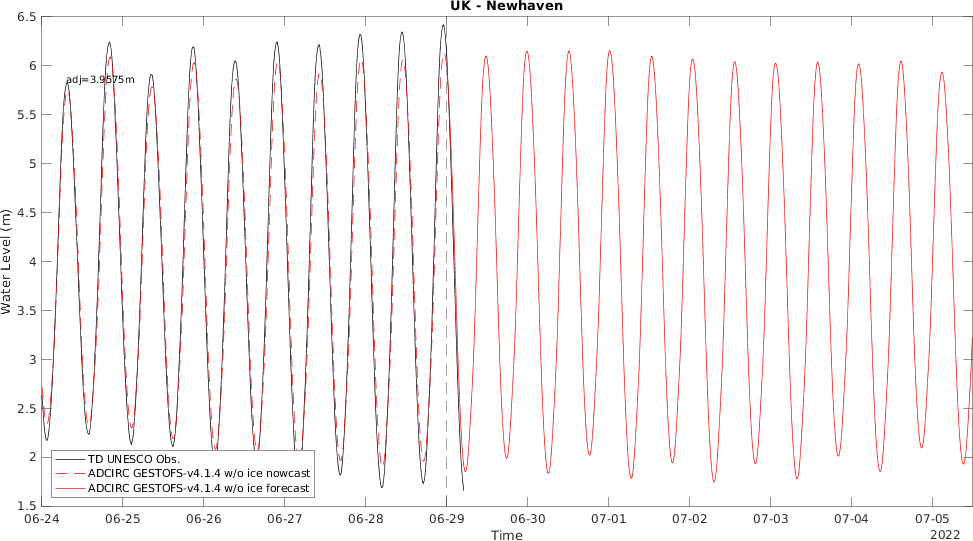 UK - Newhaven
6.5
6
5.5
5
4.5
4
3.5
3
2.5
2
1.5
Water Level (m)
adj=3.9575m
TD UNESCO Obs.
ADCIRC GESTOFS-v4.1.4 w/o ice nowcast
ADCIRC GESTOFS-v4.1.4 w/o ice forecast
06-24 06-25 06-26 06-27 06-28 06-29 06-30 07-01 07-02 07-03 07-04 07-05
2022
Time